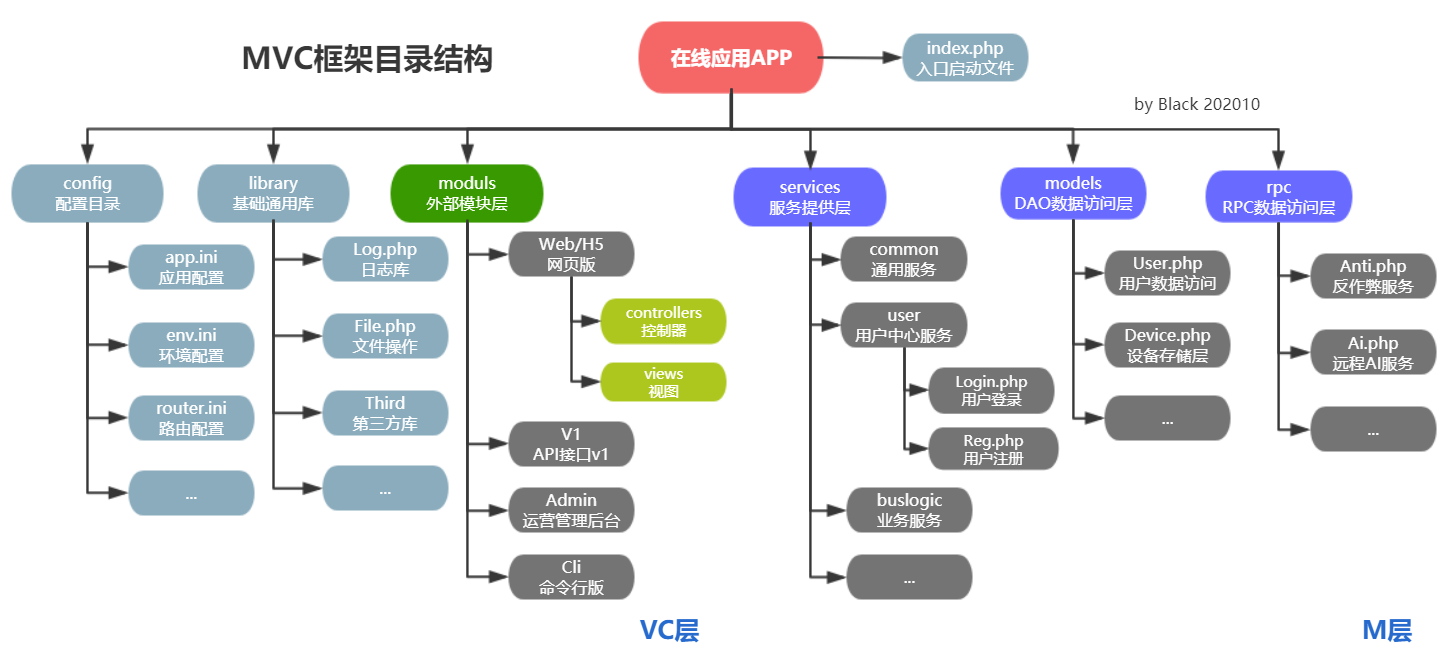 MVC框架目录结构
在线应用APP
index.php
入口启动文件
by Black 202010
config
配置目录
app.ini
应用配置
env.ini
环境配置
router.ini
路由配置
...
library
基础通用库
Log.php
日志库
File.php
文件操作
Third
第三方库
...
moduls
外部模块层
Web/H5
网页版
controllers
控制器
views
视图
V1
API接口v1
Admin
运营管理后台
Cli
命令行版
services
服务提供层
common
通用服务
user
用户中心服务
Login.php
用户登录
Reg.php
用户注册
buslogic
业务服务
...
models
DAO数据访问层
User.php
用户数据访问
Device.php
设备存储层
...
rpc
RPC数据访问层
Anti.php
反作弊服务
Ai.php
远程AI服务
...
VC层
M层